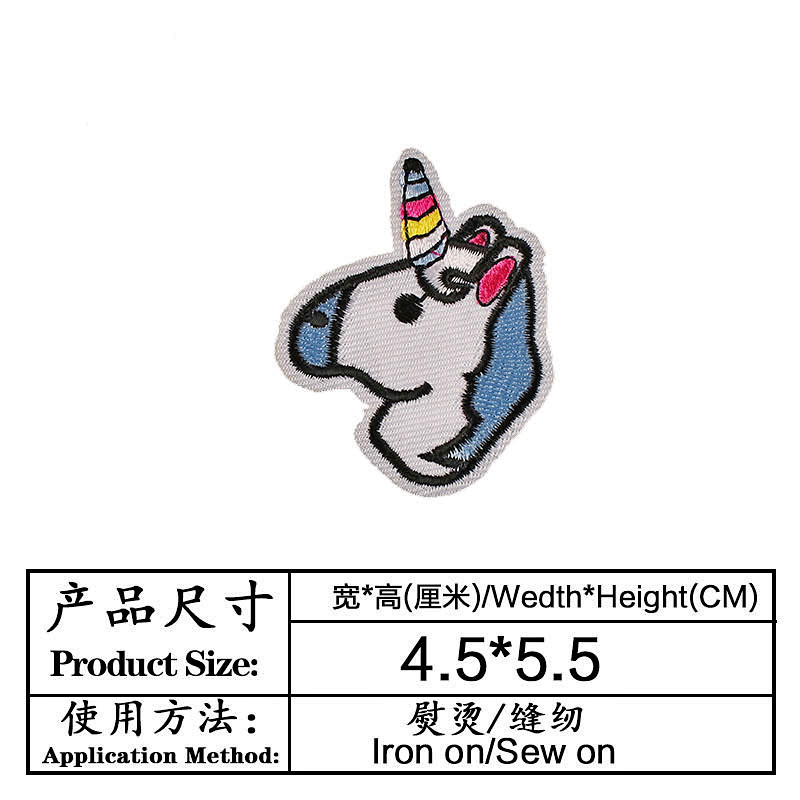 产品尺寸
Product Size:
宽*高(厘米)/Wedth*Height(CM)
4.5*5.5
使用方法：
Application Method:
熨烫/缝纫
Iron on/Sew on